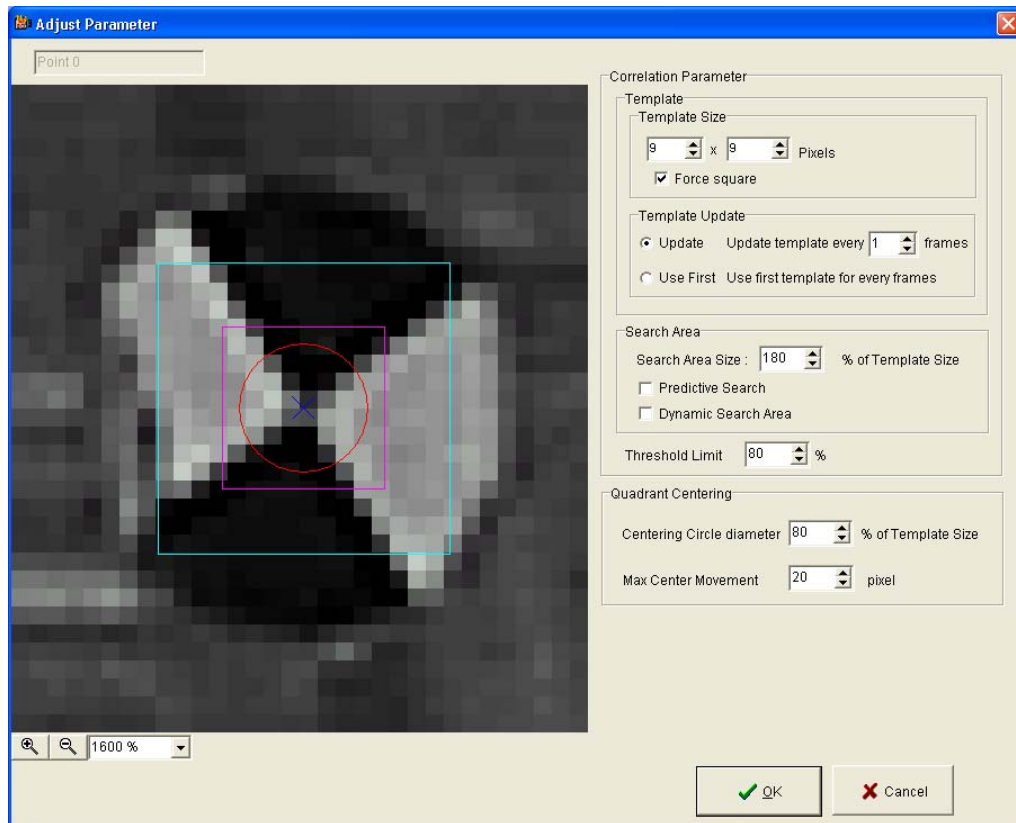 Adjust Parameter
Point 0
Correlation Parameter
Template
Template Size
9 x 9 Pixels
Force square
Template Update
Update Update template every 1 frames
Use First Use first template for every frames
Search Area
Search Area Size : 180 % of Template Size
Predictive Search
Dynamic Search Area
Threshold Limit 80 %
Quadrant Centering
Centering Circle diameter 80 % of Template Size
Max Center Movement 20 pixel
1600 %
OK
Cancel